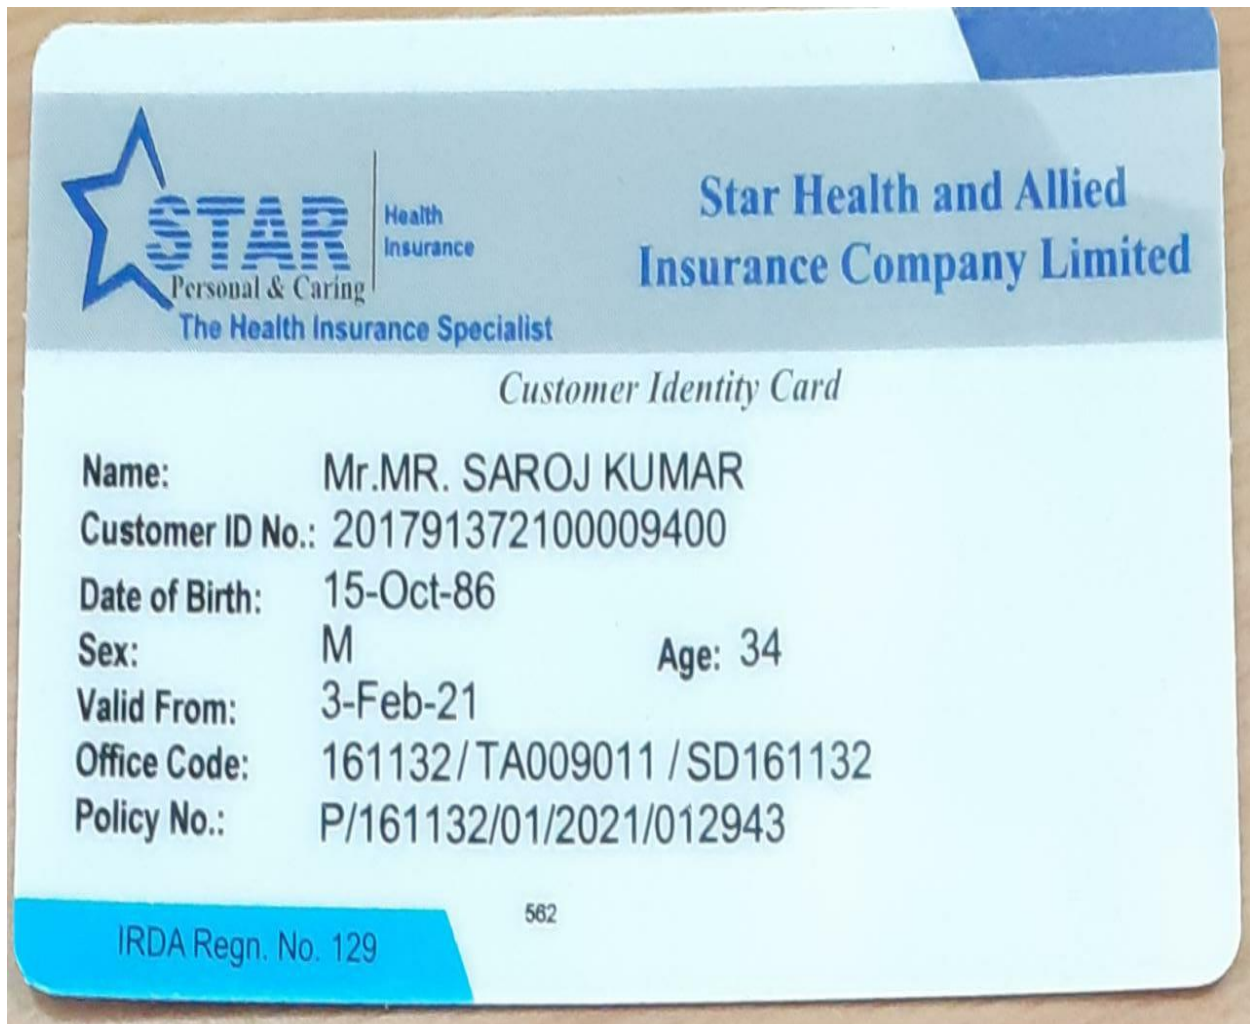 STAR
Health
Insurance
Personal & Caring
The Health Insurance Specialist
Star Health and Allied
Insurance Company Limited
Customer Identity Card
Name: Mr.MR. SAROJ KUMAR
Customer ID No.: 201791372100009400
Date of Birth: 15-Oct-86
Sex: M Age: 34
Valid From: 3-Feb-21
Office Code: 161132/TA009011 /SD161132
Policy No.: P/161132/01/2021/012943
562
IRDA Regn. No. 129